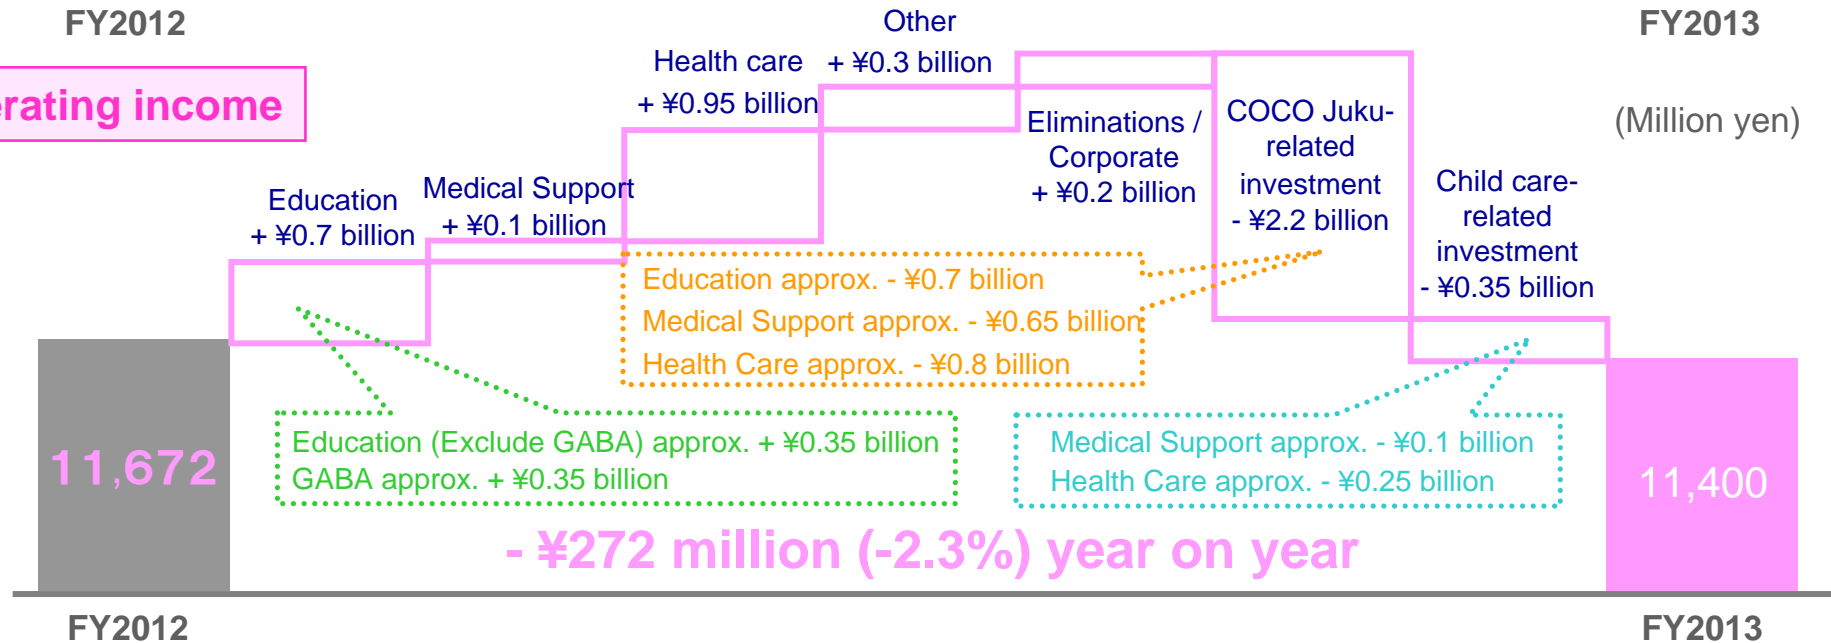 FY2012
FY2013
erating income
(Million yen)
Education
+ ¥0.7 billion
Medical Support
+ ¥0.1 billion
Health care
+ ¥0.95 billion
Other
+ ¥0.3 billion
Eliminations /
Corporate
+ ¥0.2 billion
COCO Juku-
related
investment
- ¥2.2 billion
Child care-
related
investment
- ¥0.35 billion
Education approx. - ¥0.7 billion
Medical Support approx. - ¥0.65 billion
Health Care approx. - ¥0.8 billion
Education (Exclude GABA) approx. + ¥0.35 billion
GABA approx. + ¥0.35 billion
Medical Support approx. - ¥0.1 billion
Health Care approx. - ¥0.25 billion
11,672
11,400
- ¥272 million (-2.3%) year on year
FY2012
FY2013